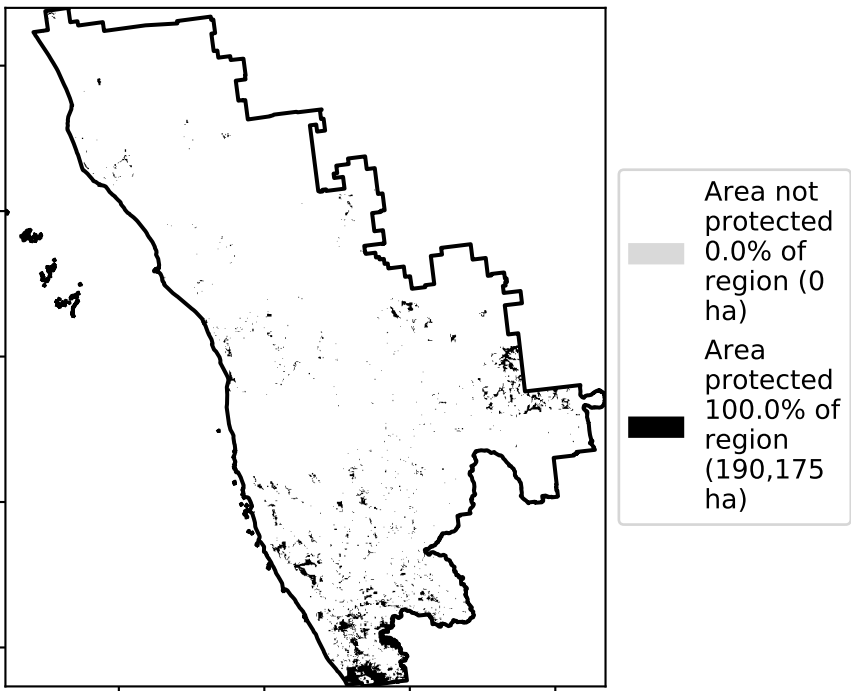 Area not
protected
0.0% of
region (0
ha)
Area
protected
100.0% of
region
(190,175
ha)